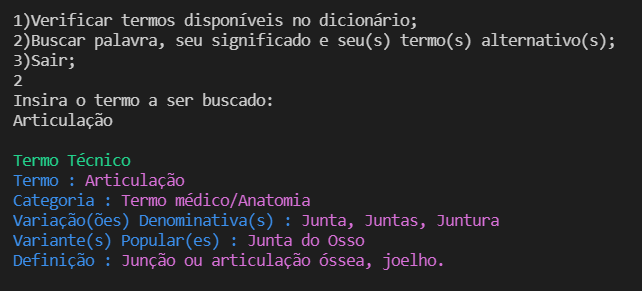 1)Verificar termos disponíveis no dicionário;
2)Buscar palavra, seu significado e seu(s) termo(s) alternativo(s);
3)Sair;
2
Insira o termo a ser buscado:
Articulação
Termo Técnico
Termo : Articulação
Categoria : Termo médico/Anatomia
Variação(ões) Denominativa(s) : Junta, Juntas, Juntura
Variante(s) Popular(es) : Junta do Osso
Definição : Junção ou articulação óssea, joelho.